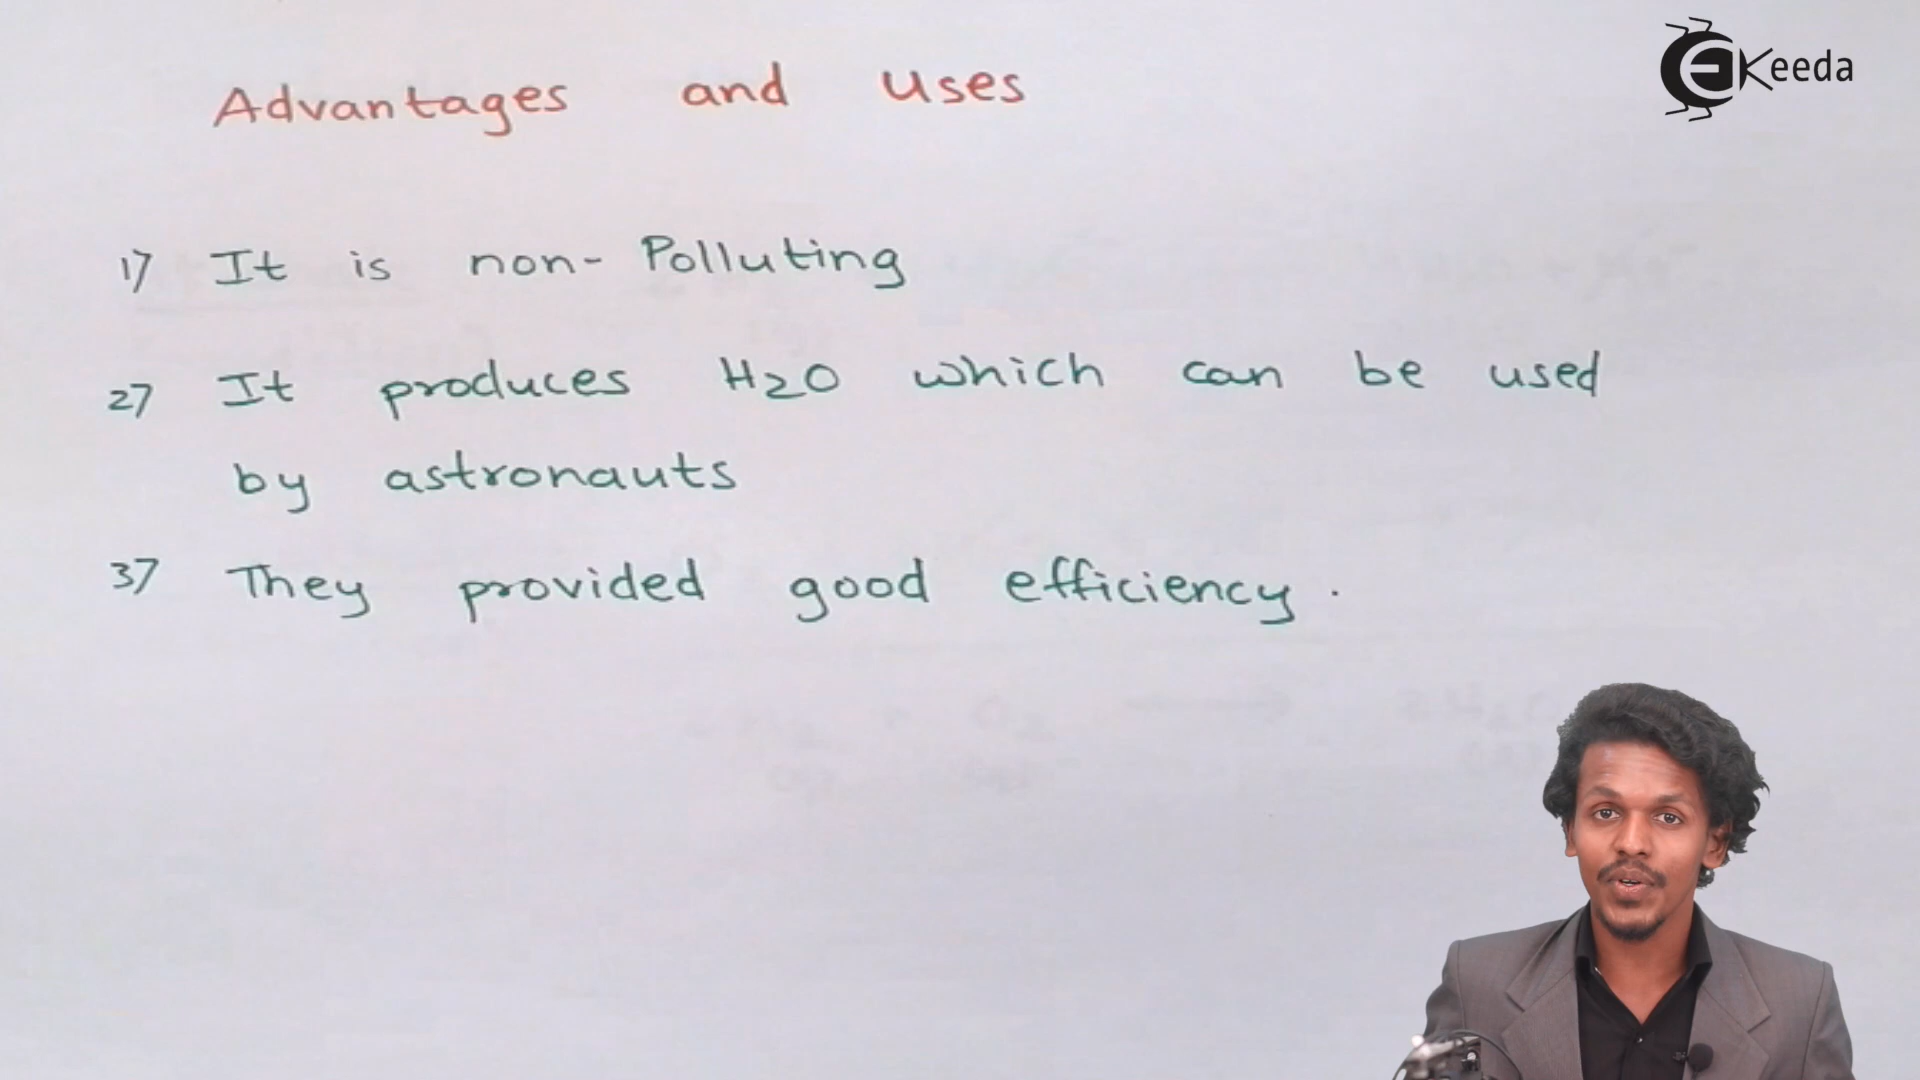 Keeda
Advantages and Uses
1) It is non-Polluting
2) It produces H2O which can be used
by astronauts
3) They provided good efficiency.